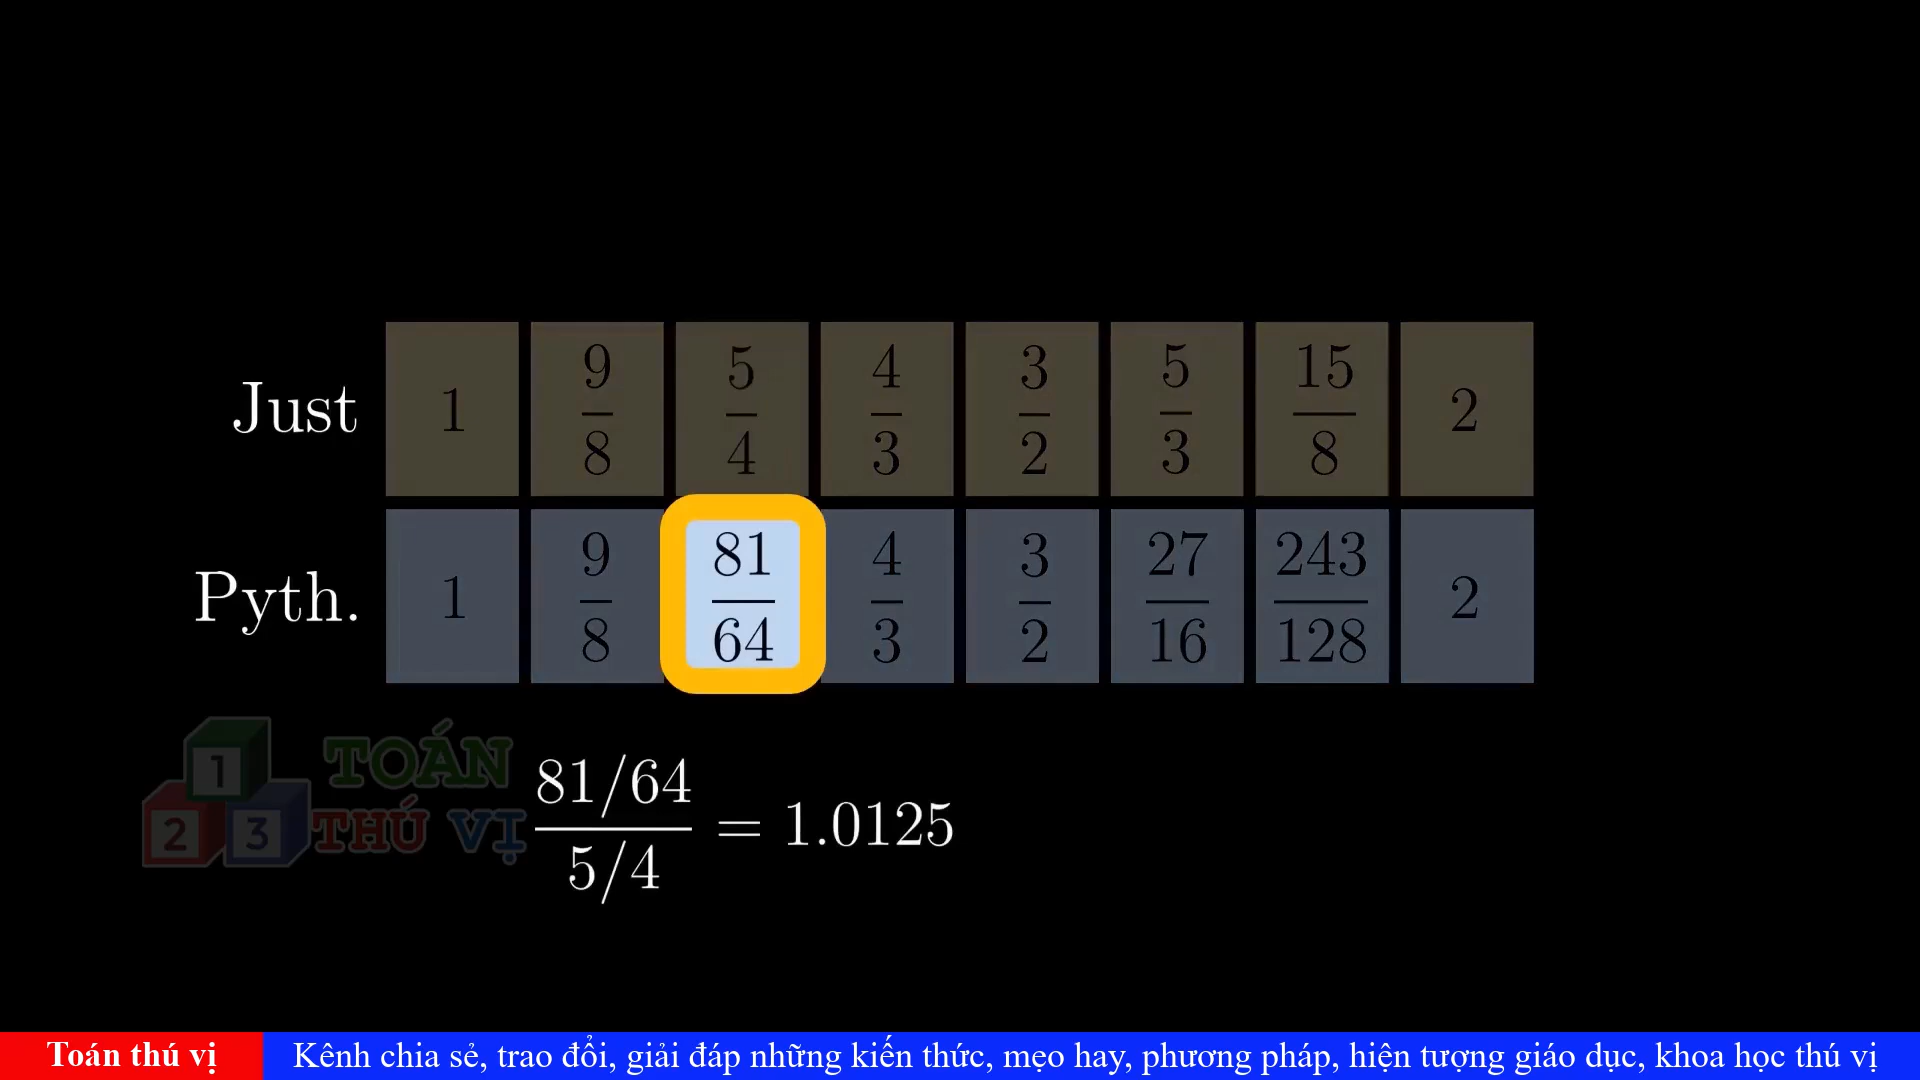 Just 1 9/8 5/4 4/3 3/2 5/3 15/8 2
Pyth. 1 9/8 81/64 4/3 3/2 27/16 243/128 2
TOÁN
THÚ VỊ
1
2 3
81/64
5/4
= 1.0125
Toán thú vị Kênh chia sẻ, trao đổi, giải đáp những kiến thức, mẹo hay, phương pháp, hiện tượng giáo dục, khoa học thú vị